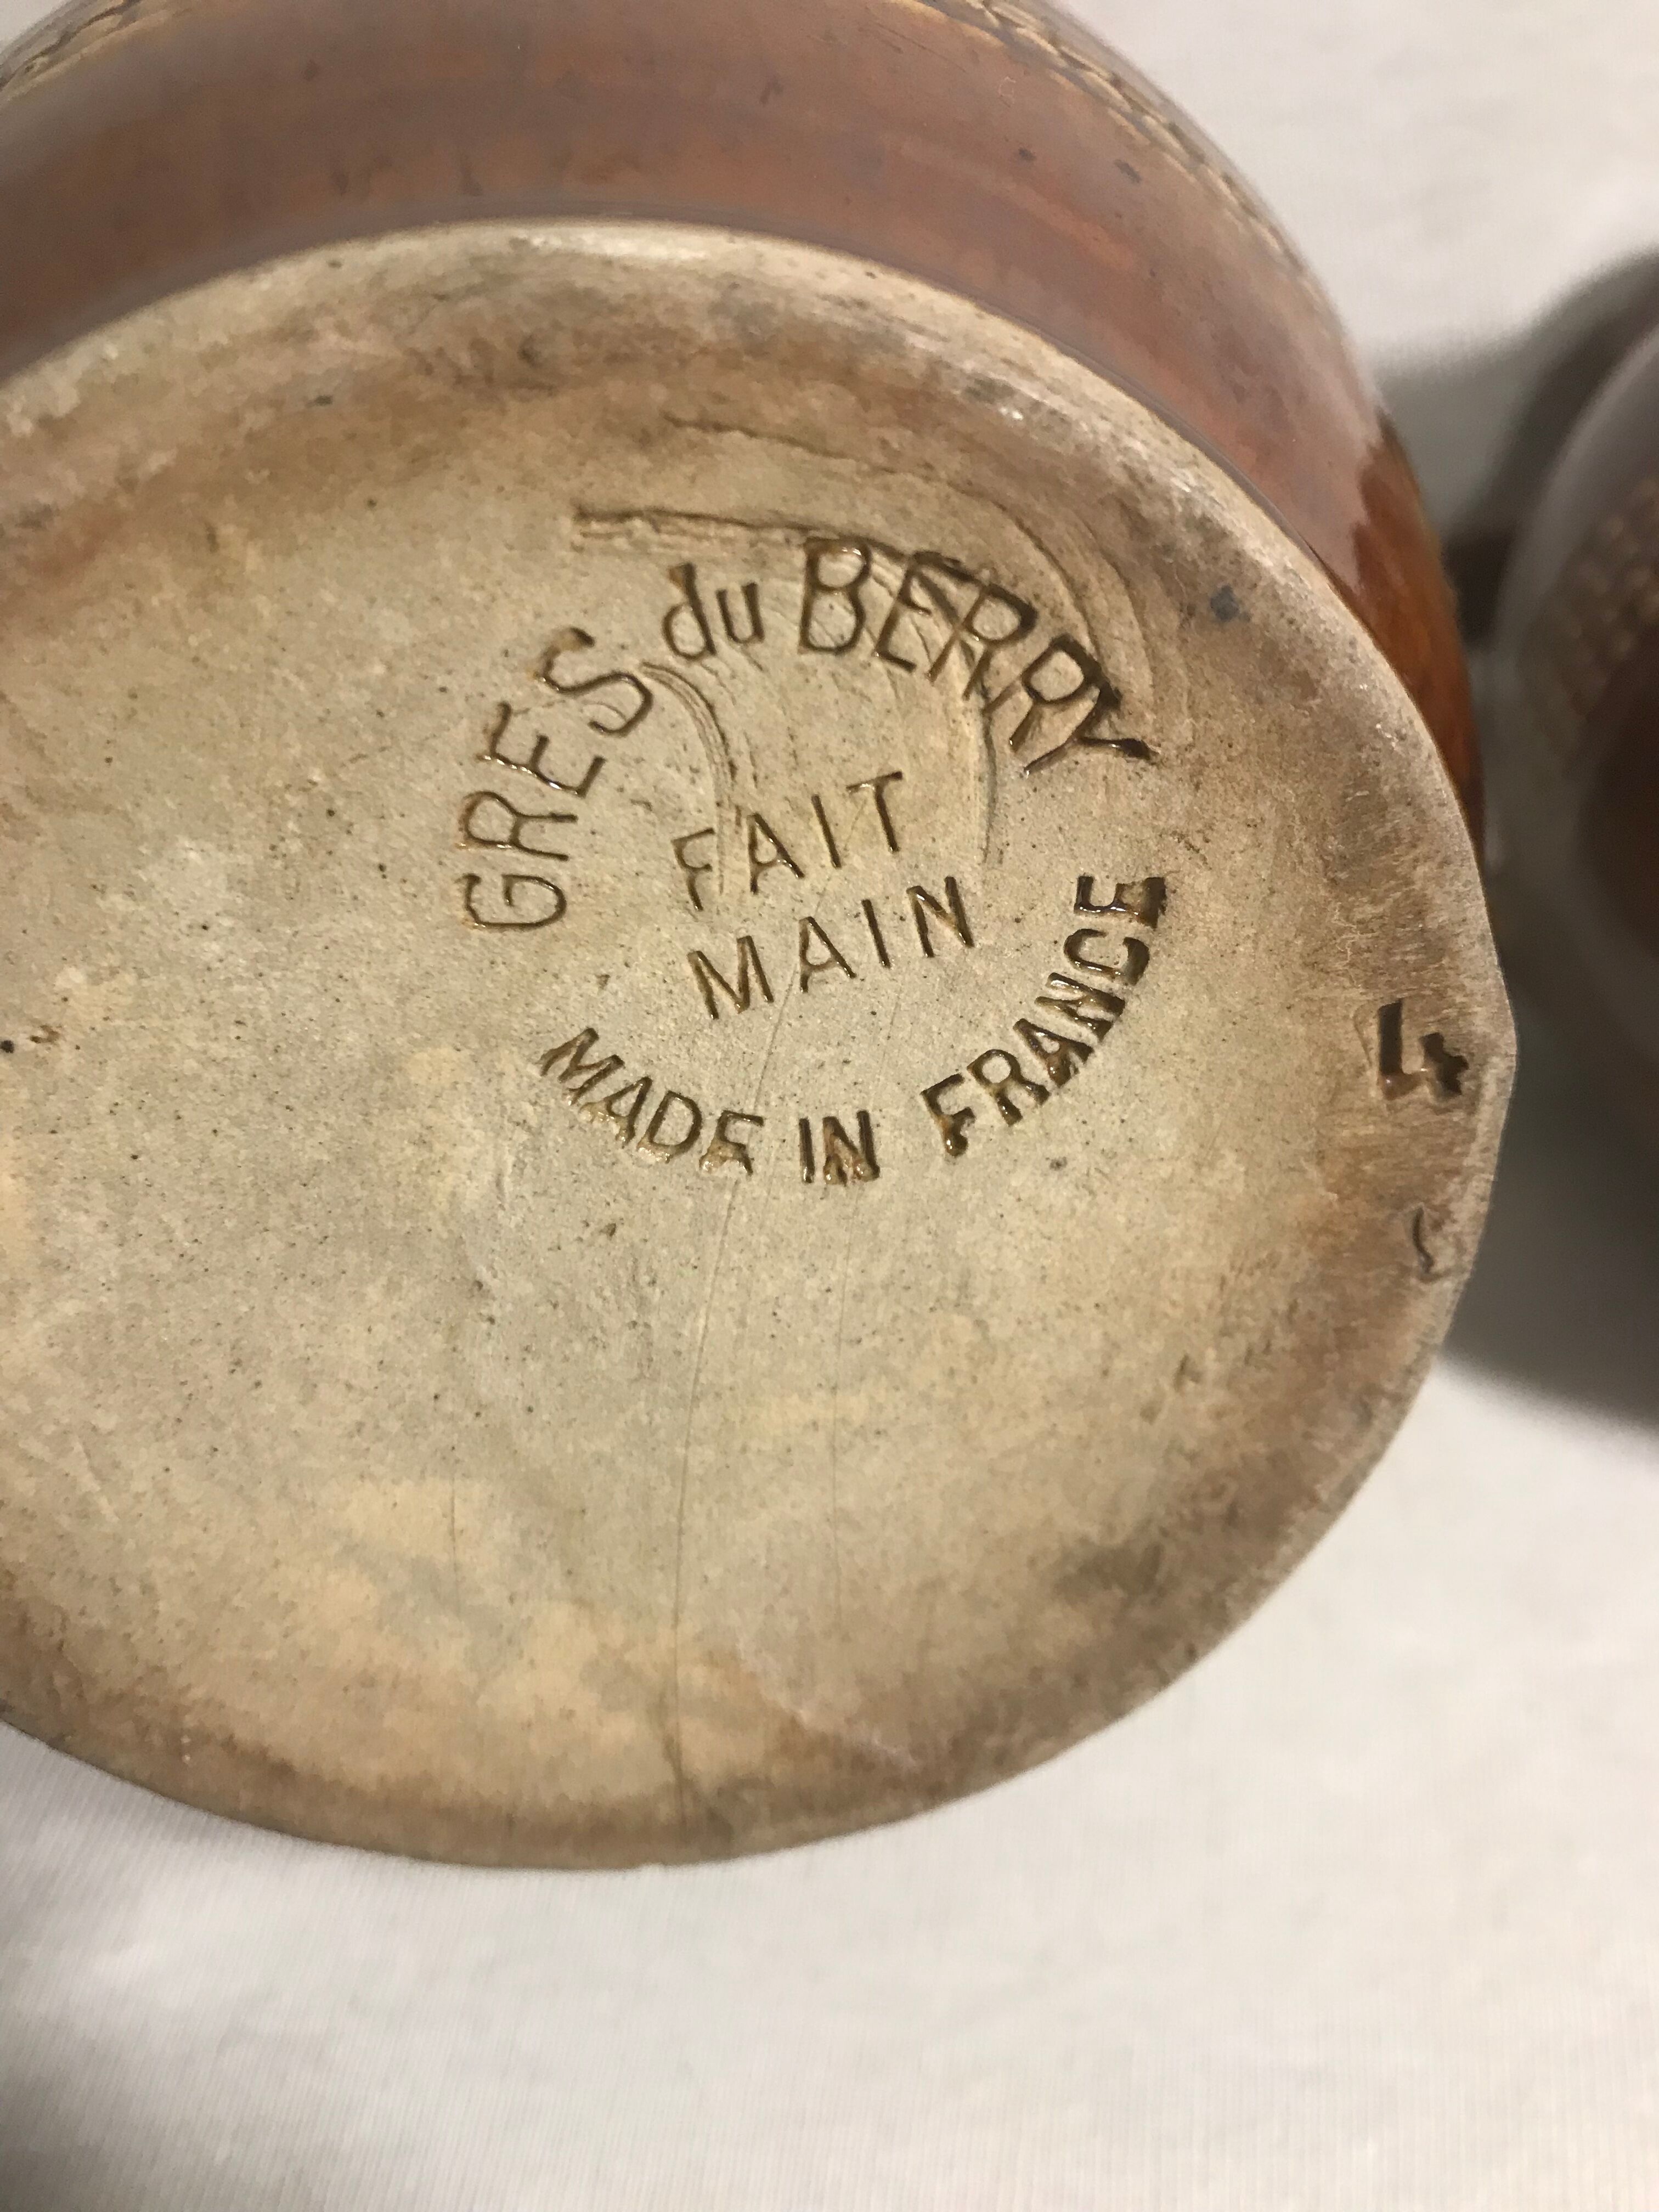 GRES du BERRY
FAIT
MAIN
MADE IN FRANCE
4